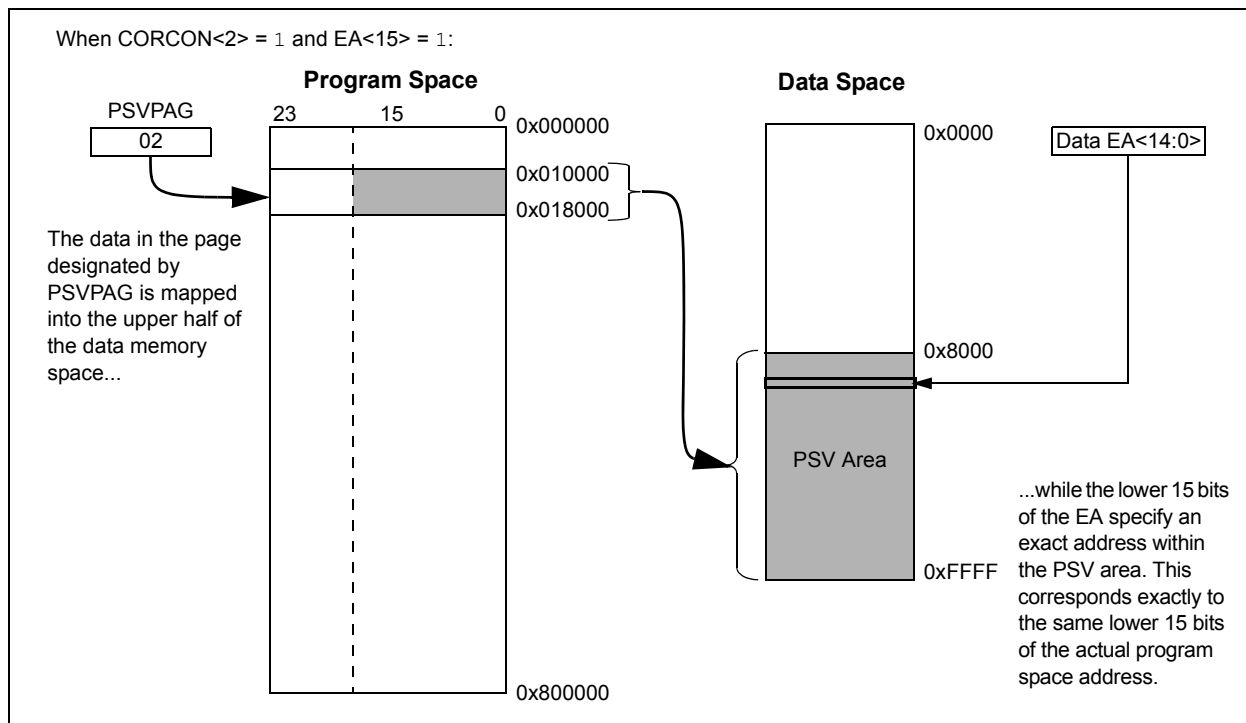 When CORCON<2> = 1 and EA<15> = 1:
Program Space
Data Space
PSVPAG
02
23 15 0
0x000000
0x010000
0x018000
0x800000
The data in the page
designated by
PSVPAG is mapped
into the upper half of
the data memory
space...
0x0000
0x8000
0xFFFF
PSV Area
Data EA<14:0>
...while the lower 15 bits
of the EA specify an
exact address within
the PSV area. This
corresponds exactly to
the same lower 15 bits
of the actual program
space address.